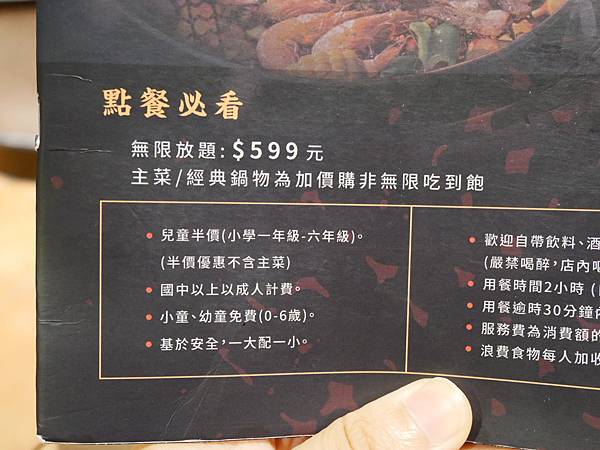 點餐必看
無限放題: $599 元
主菜/經典鍋物為加價購非無限吃到飽
• 兒童半價(小學一年級-六年級)。
(半價優惠不含主菜)
• 國中以上以成人計費。
• 小童、幼童免費(0-6歲)。
• 基於安全,一大配一小。
• 歡迎自帶飲料、酒
(嚴禁喝醉,店內
• 用餐時間2小時 (
• 用餐逾時30分鐘
• 服務費為消費額的
• 浪費食物每人加收